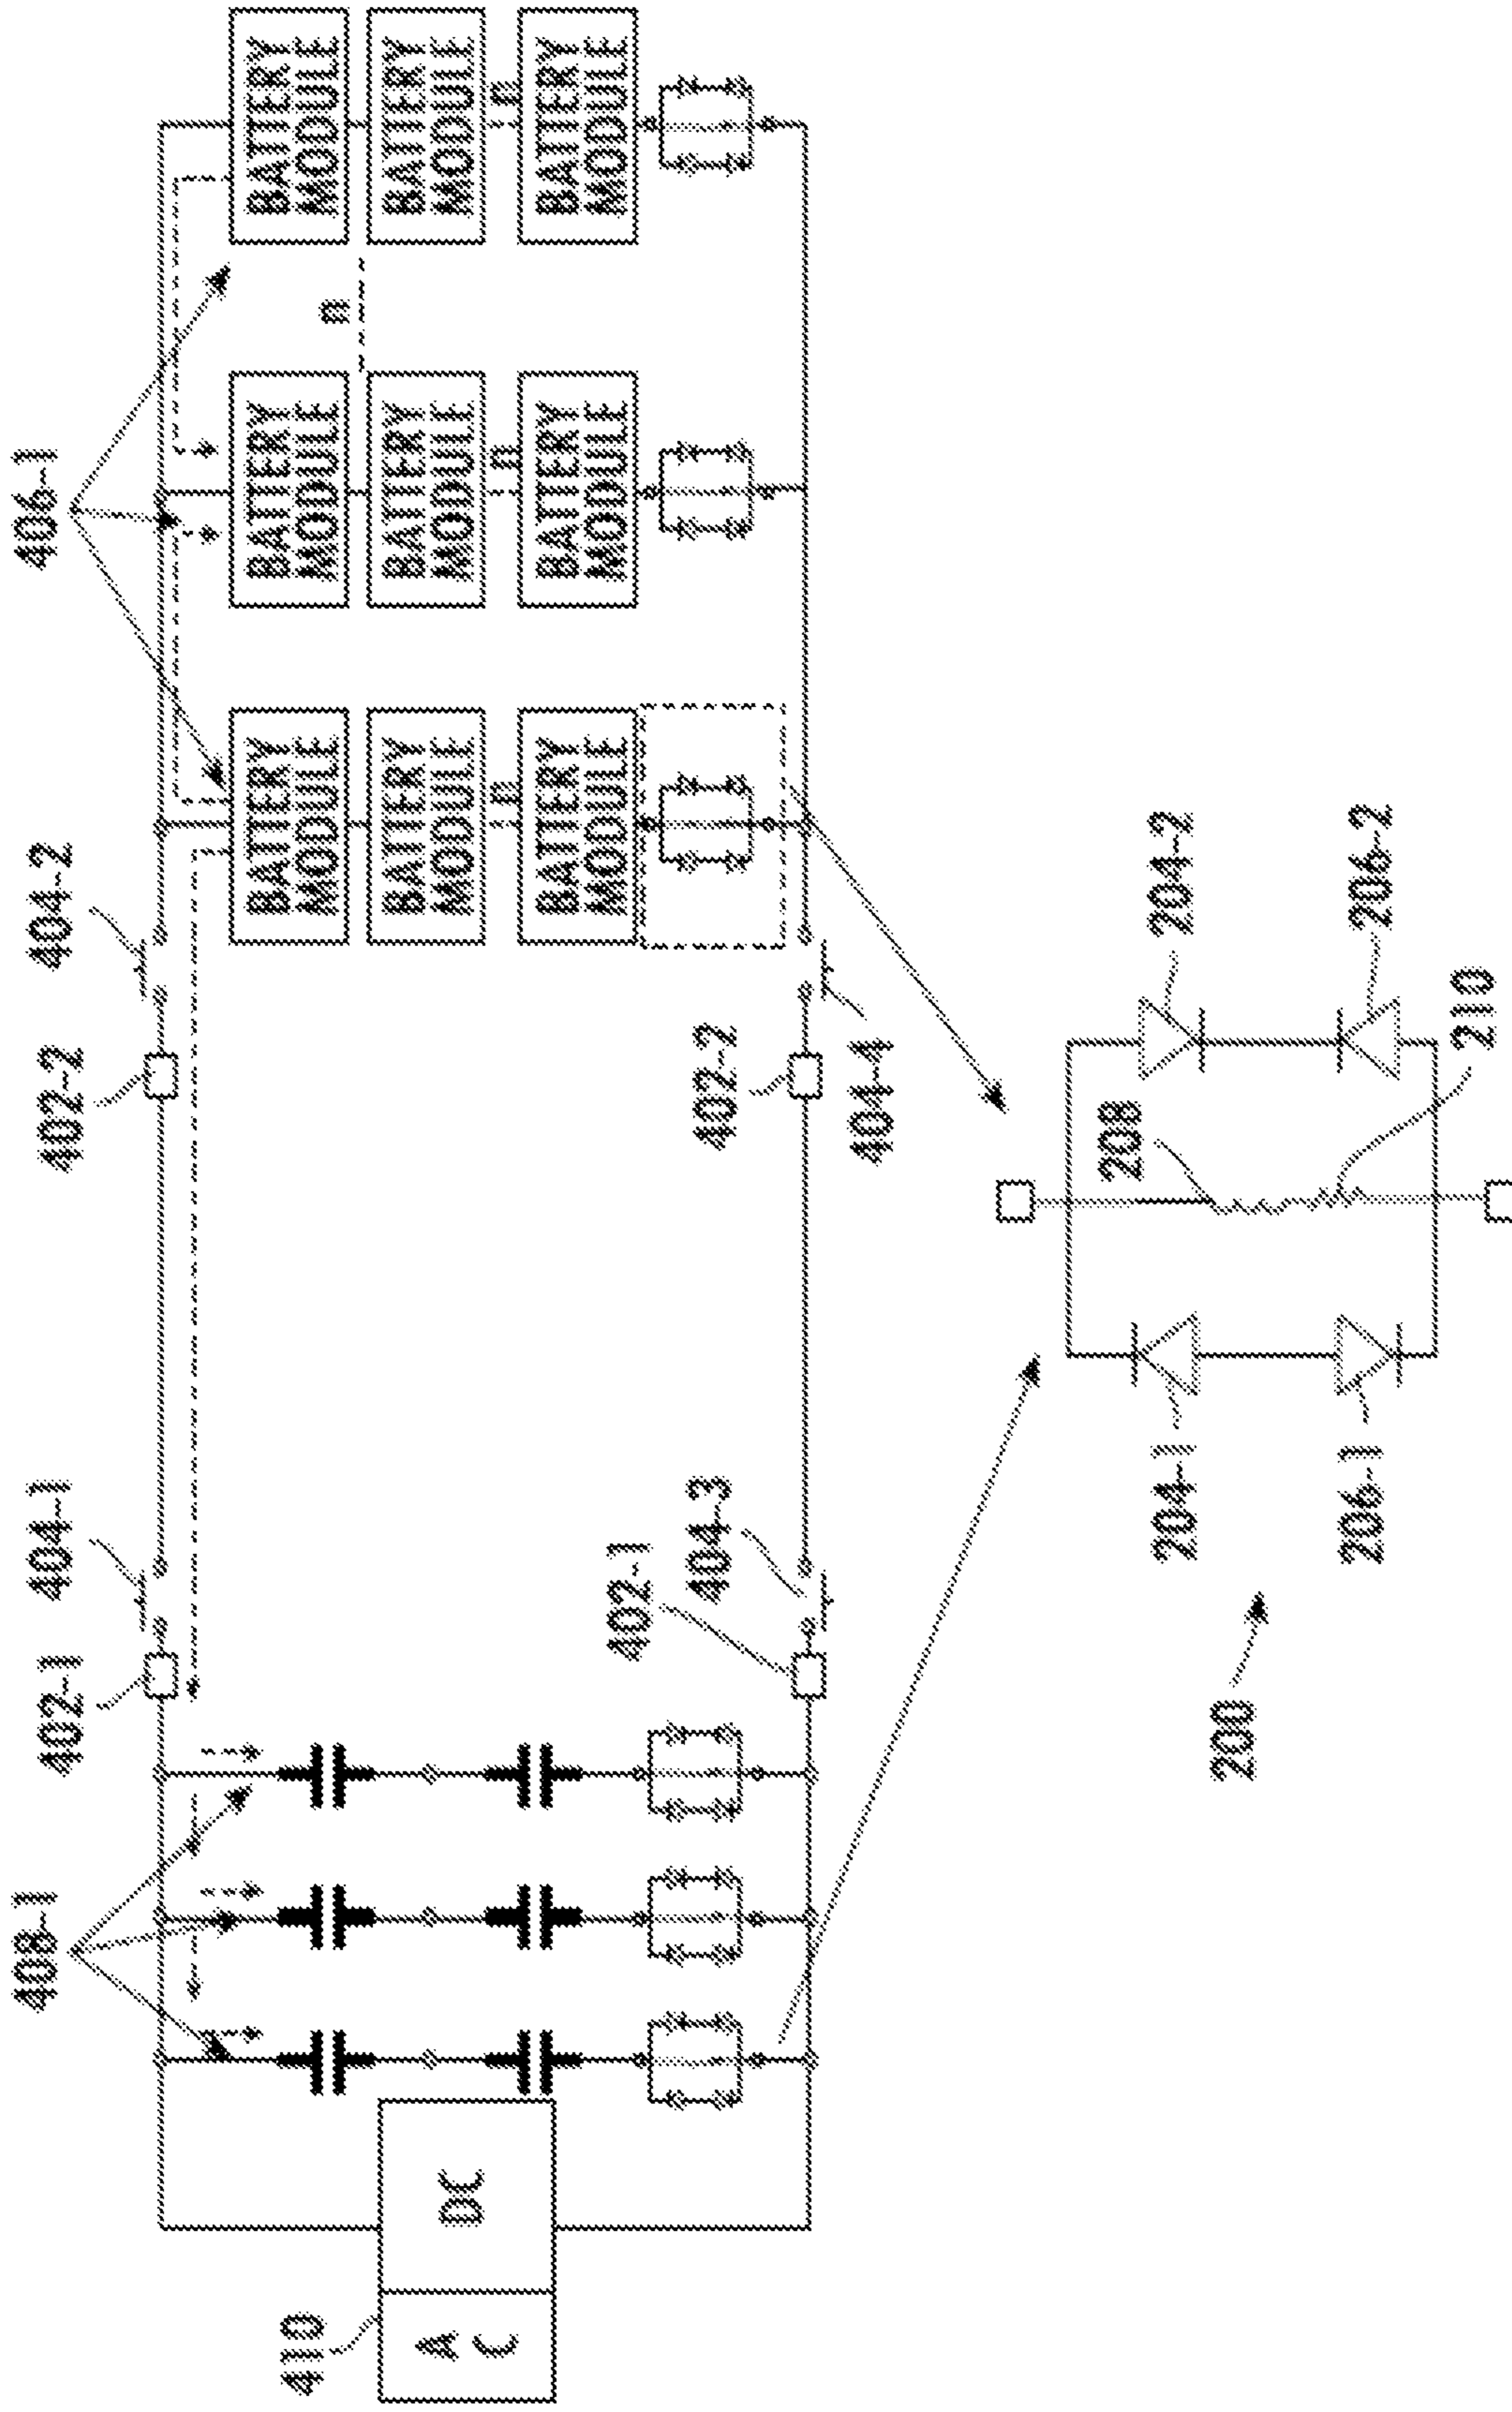 408-1
406-1
402-1
404-1
402-2
404-2
410
BATTERY
MODULE
BATTERY
MODULE
BATTERY
MODULE
n
BATTERY
MODULE
BATTERY
MODULE
BATTERY
MODULE
A
C
DC
n
n
n
BATTERY
MODULE
BATTERY
MODULE
BATTERY
MODULE
402-1
404-3
402-2
404-4
208
204-1
204-2
200
206-1
206-2
210